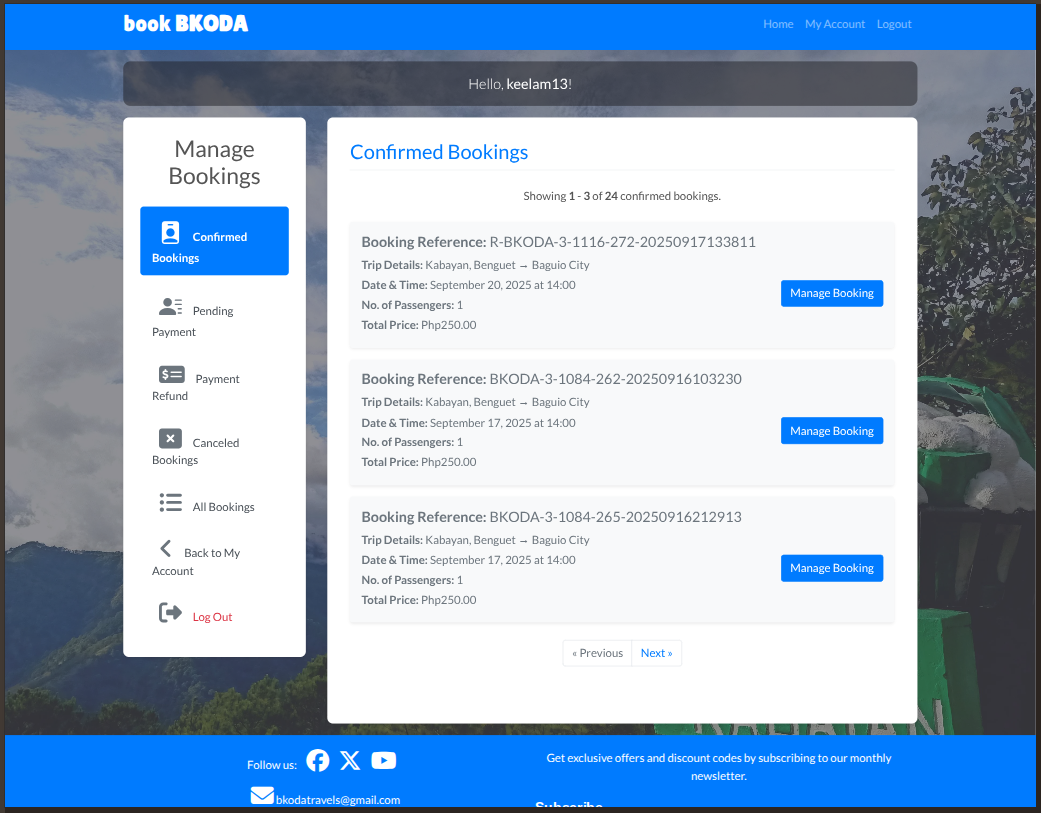 book BKODA
Home My Account Logout
Hello, keelam13!
Manage
Bookings
Confirmed
Bookings
Pending
Payment
Payment
Refund
Canceled
Bookings
All Bookings
Back to My
Account
Log Out
Confirmed Bookings
Showing 1 - 3 of 24 confirmed bookings.
Booking Reference: R-BKODA-3-1116-272-20250917133811
Trip Details: Kabayan, Benguet → Baguio City
Date & Time: September 20, 2025 at 14:00
No. of Passengers: 1
Total Price: Php250.00
Manage Booking
Booking Reference: BKODA-3-1084-262-20250916103230
Trip Details: Kabayan, Benguet → Baguio City
Date & Time: September 17, 2025 at 14:00
No. of Passengers: 1
Total Price: Php250.00
Manage Booking
Booking Reference: BKODA-3-1084-265-20250916212913
Trip Details: Kabayan, Benguet → Baguio City
Date & Time: September 17, 2025 at 14:00
No. of Passengers: 1
Total Price: Php250.00
Manage Booking
« Previous Next »
Follow us:
bkodatravels@gmail.com
Get exclusive offers and discount codes by subscribing to our monthly
newsletter.
Subscribe